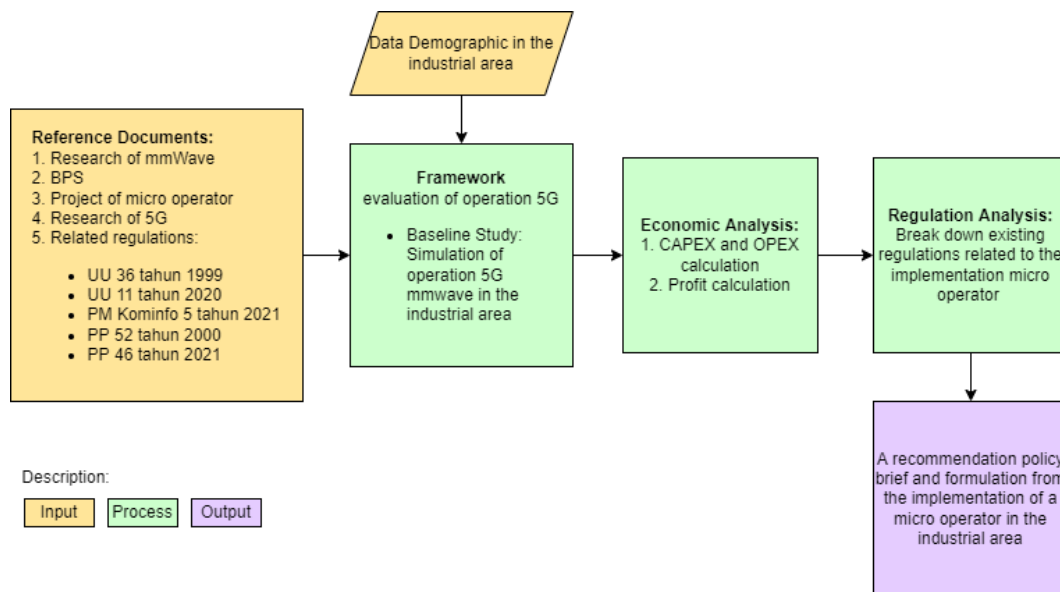 Data Demographic in the
industrial area
Reference Documents:
1. Research of mmWave
2. BPS
3. Project of micro operator
4. Research of 5G
5. Related regulations:
• UU 36 tahun 1999
• UU 11 tahun 2020
• PM Kominfo 5 tahun 2021
• PP 52 tahun 2000
• PP 46 tahun 2021
Framework
evaluation of operation 5G
• Baseline Study:
Simulation of
operation 5G
mmwave in the
industrial area
Economic Analysis:
1. CAPEX and OPEX
calculation
2. Profit calculation
Regulation Analysis:
Break down existing
regulations related to the
implementation micro
operator
A recommendation policy
brief and formulation from
the implementation of a
micro operator in the
industrial area
Description:
Input
Process
Output